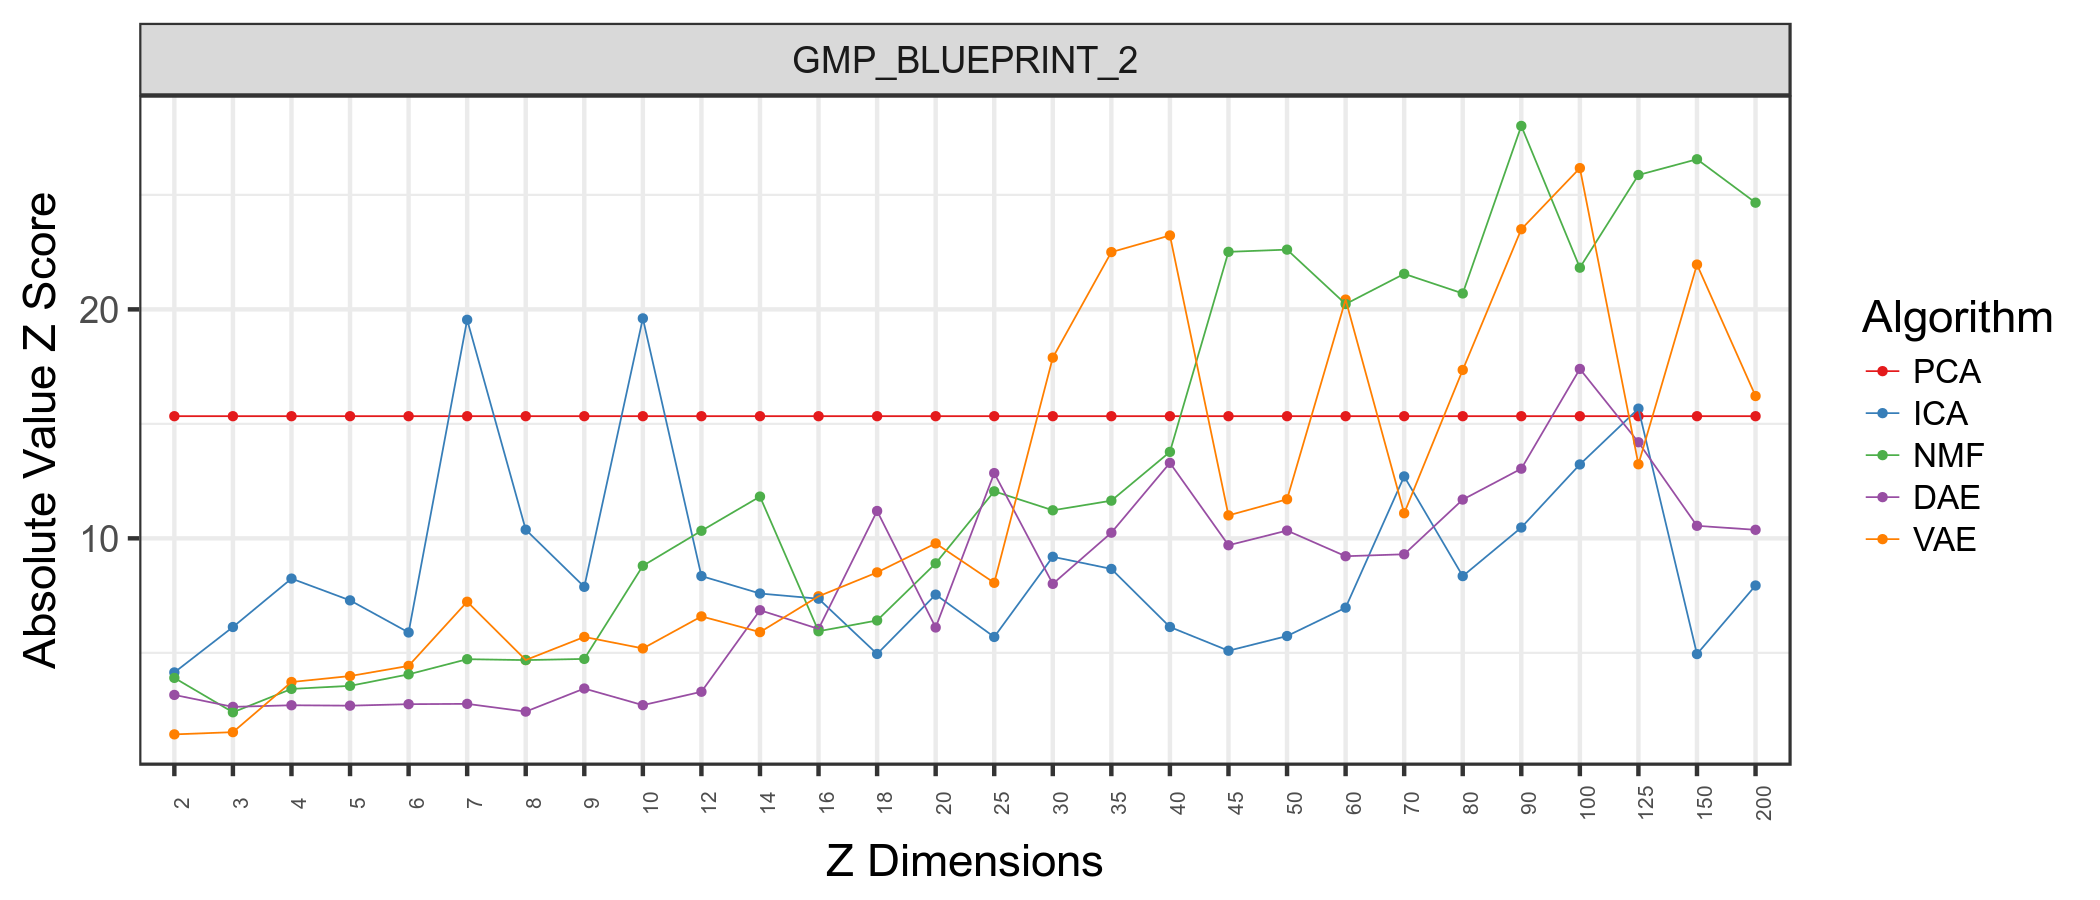 GMP_BLUEPRINT_2
Absolute Value Z Score
20
10
2 3 4 5 6 7 8 9 10 12 14 16 18 20 25 30 35 40 45 50 60 70 80 90 100 125 150 200
Z Dimensions
Algorithm
PCA
ICA
NMF
DAE
VAE